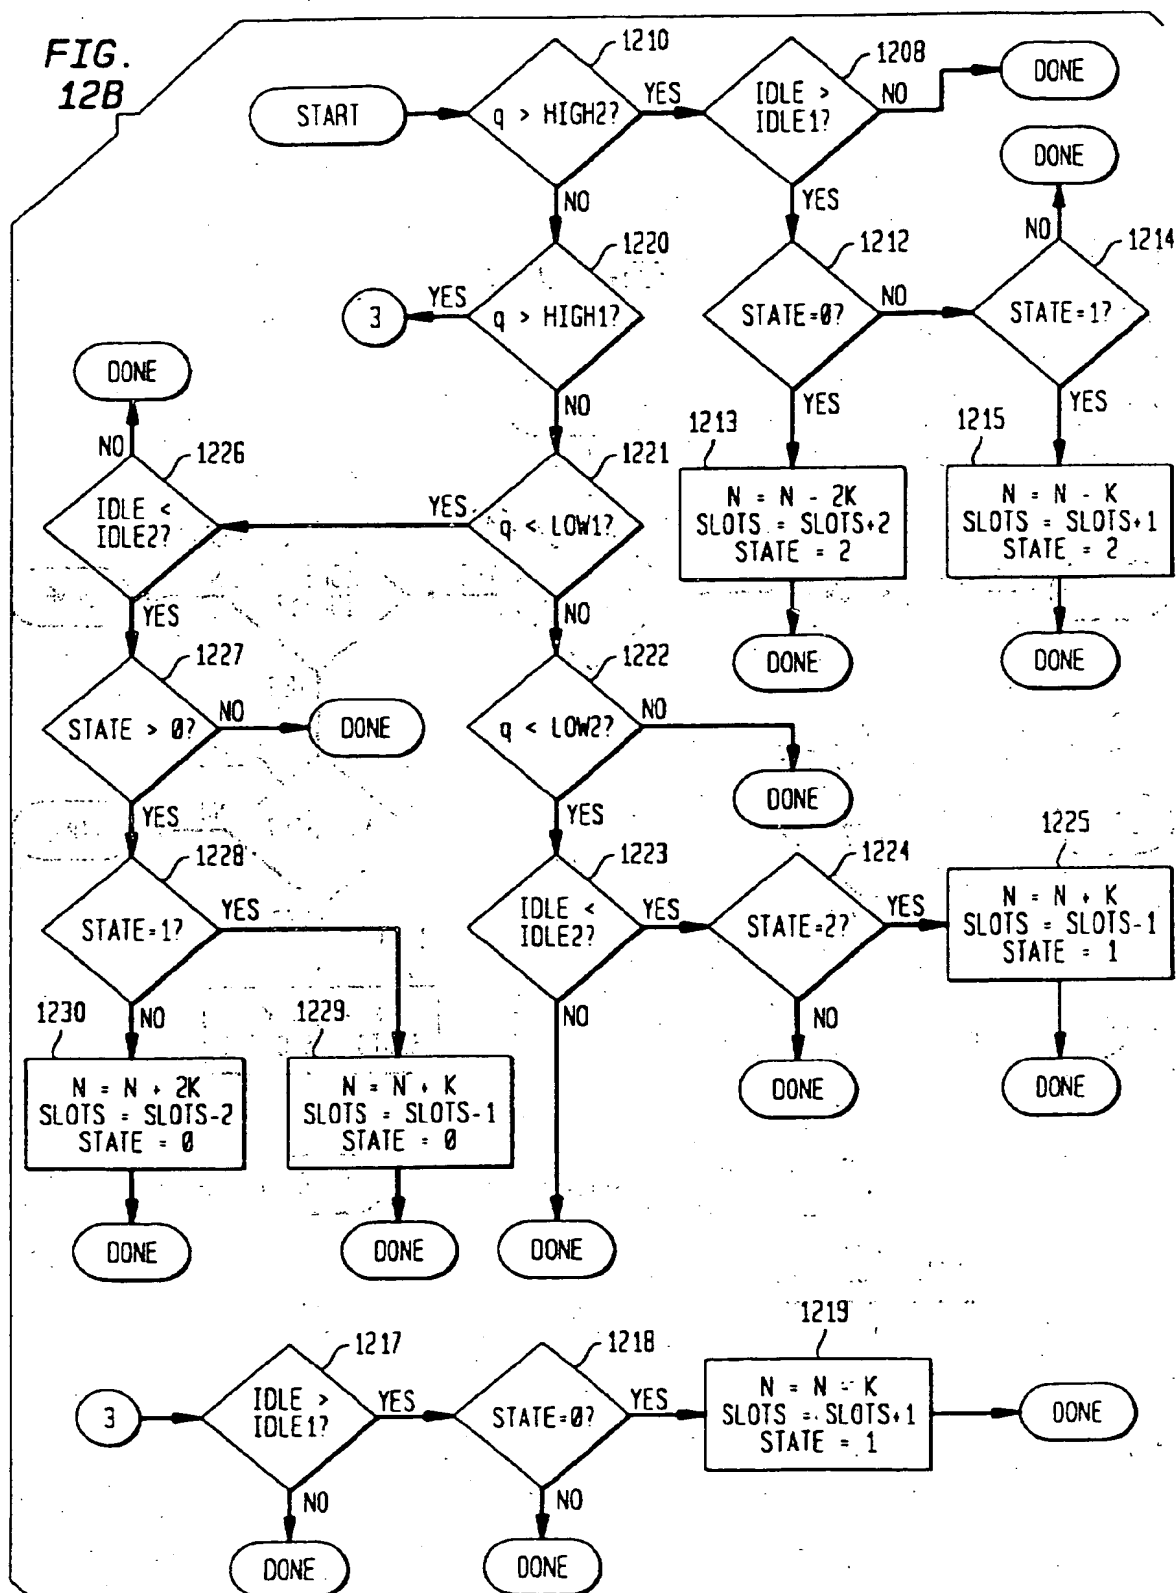 FIG.
12B
START
1210
q > HIGH2?
YES
NO
1208
IDLE >
IDLE1?
NO
YES
DONE
DONE
1220
q > HIGH1?
YES
NO
3
1212
STATE=0?
NO
YES
1214
STATE=1?
NO
YES
DONE
1226
IDLE <
IDLE2?
NO
YES
1221
q < LOW1?
YES
NO
1213
N = N - 2K
SLOTS = SLOTS+2
STATE = 2
DONE
1215
N = N - K
SLOTS = SLOTS+1
STATE = 2
DONE
1227
STATE > 0?
NO
YES
DONE
1222
q < LOW2?
NO
YES
DONE
1228
STATE=1?
YES
NO
1223
IDLE <
IDLE2?
YES
NO
1224
STATE=2?
YES
NO
1225
N = N + K
SLOTS = SLOTS-1
STATE = 1
1230
N = N + 2K
SLOTS = SLOTS-2
STATE = 0
1229
N = N + K
SLOTS = SLOTS-1
STATE = 0
DONE
DONE
DONE
DONE
DONE
3
1217
IDLE >
IDLE1?
YES
NO
1218
STATE=0?
YES
NO
1219
N = N - K
SLOTS = SLOTS+1
STATE = 1
DONE
DONE
DONE